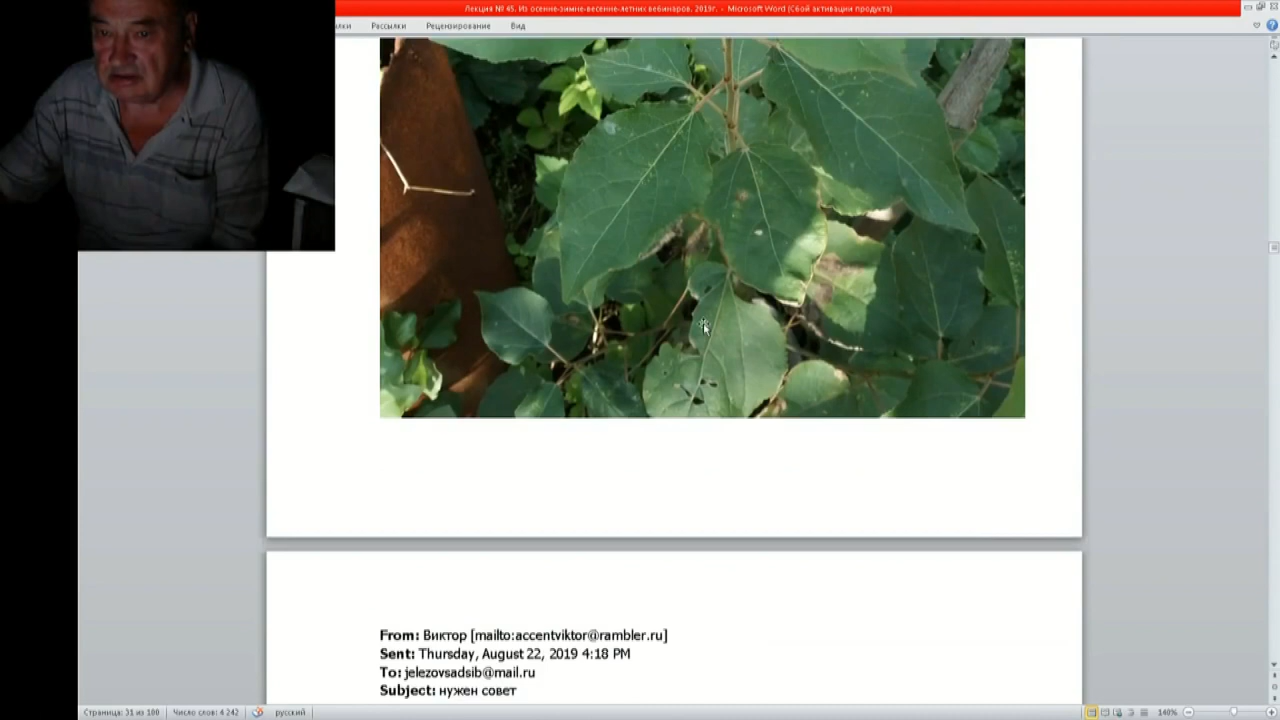 Лекция № 45. Из осенне-зимне-весенне-летних вебинаров. 2019г. - Microsoft Word (Сбой активации продукта)
лки Рассылки Рецензирование Вид
From: Виктор [mailto:accentviktor@rambler.ru]
Sent: Thursday, August 22, 2019 4:18 PM
To: jelezovsadsib@mail.ru
Subject: нужен совет
Страница: 31 из 100 Число слов: 4 242 русский 140%